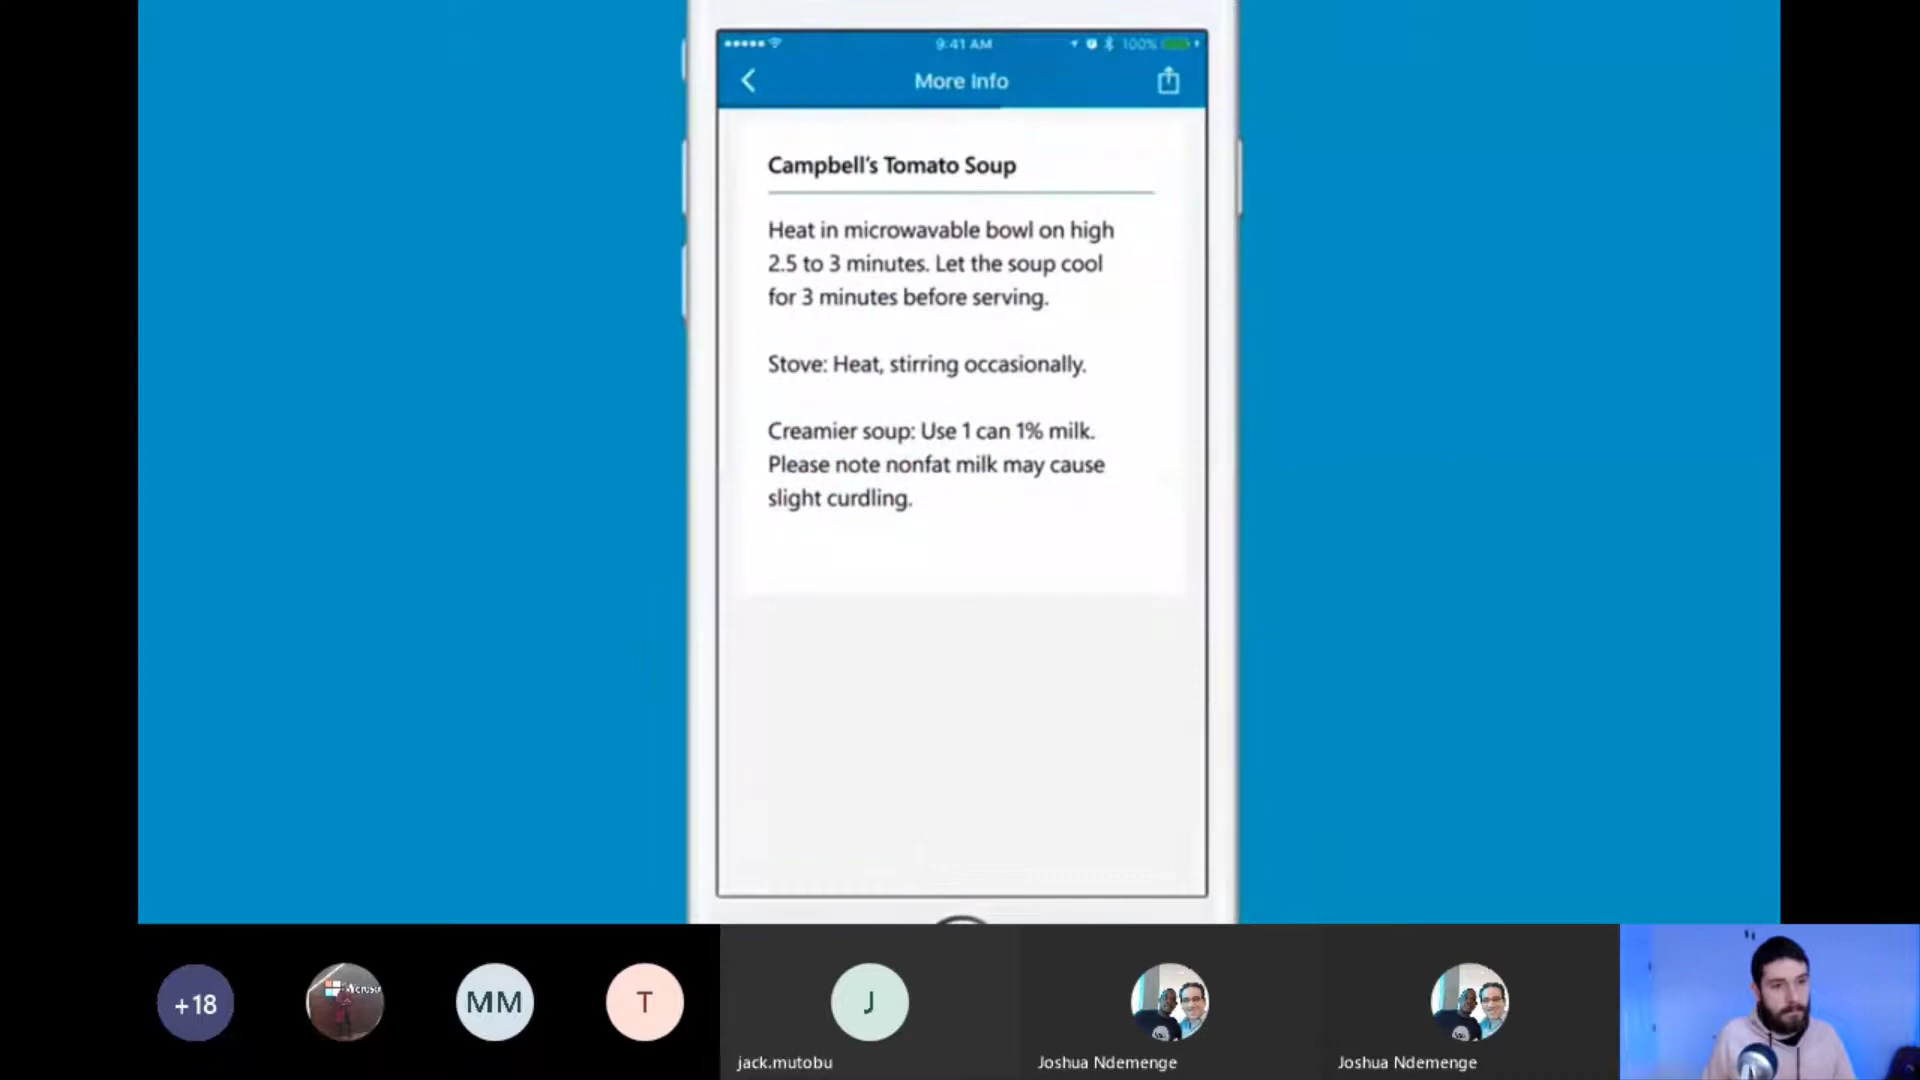 9:41 AM
100%
More Info
Campbell's Tomato Soup
Heat in microwavable bowl on high
2.5 to 3 minutes. Let the soup cool
for 3 minutes before serving.
Stove: Heat, stirring occasionally.
Creamier soup: Use 1 can 1% milk.
Please note nonfat milk may cause
slight curdling.
+18
MM
T
J
jack.mutobu
Joshua Ndemenge
Joshua Ndemenge